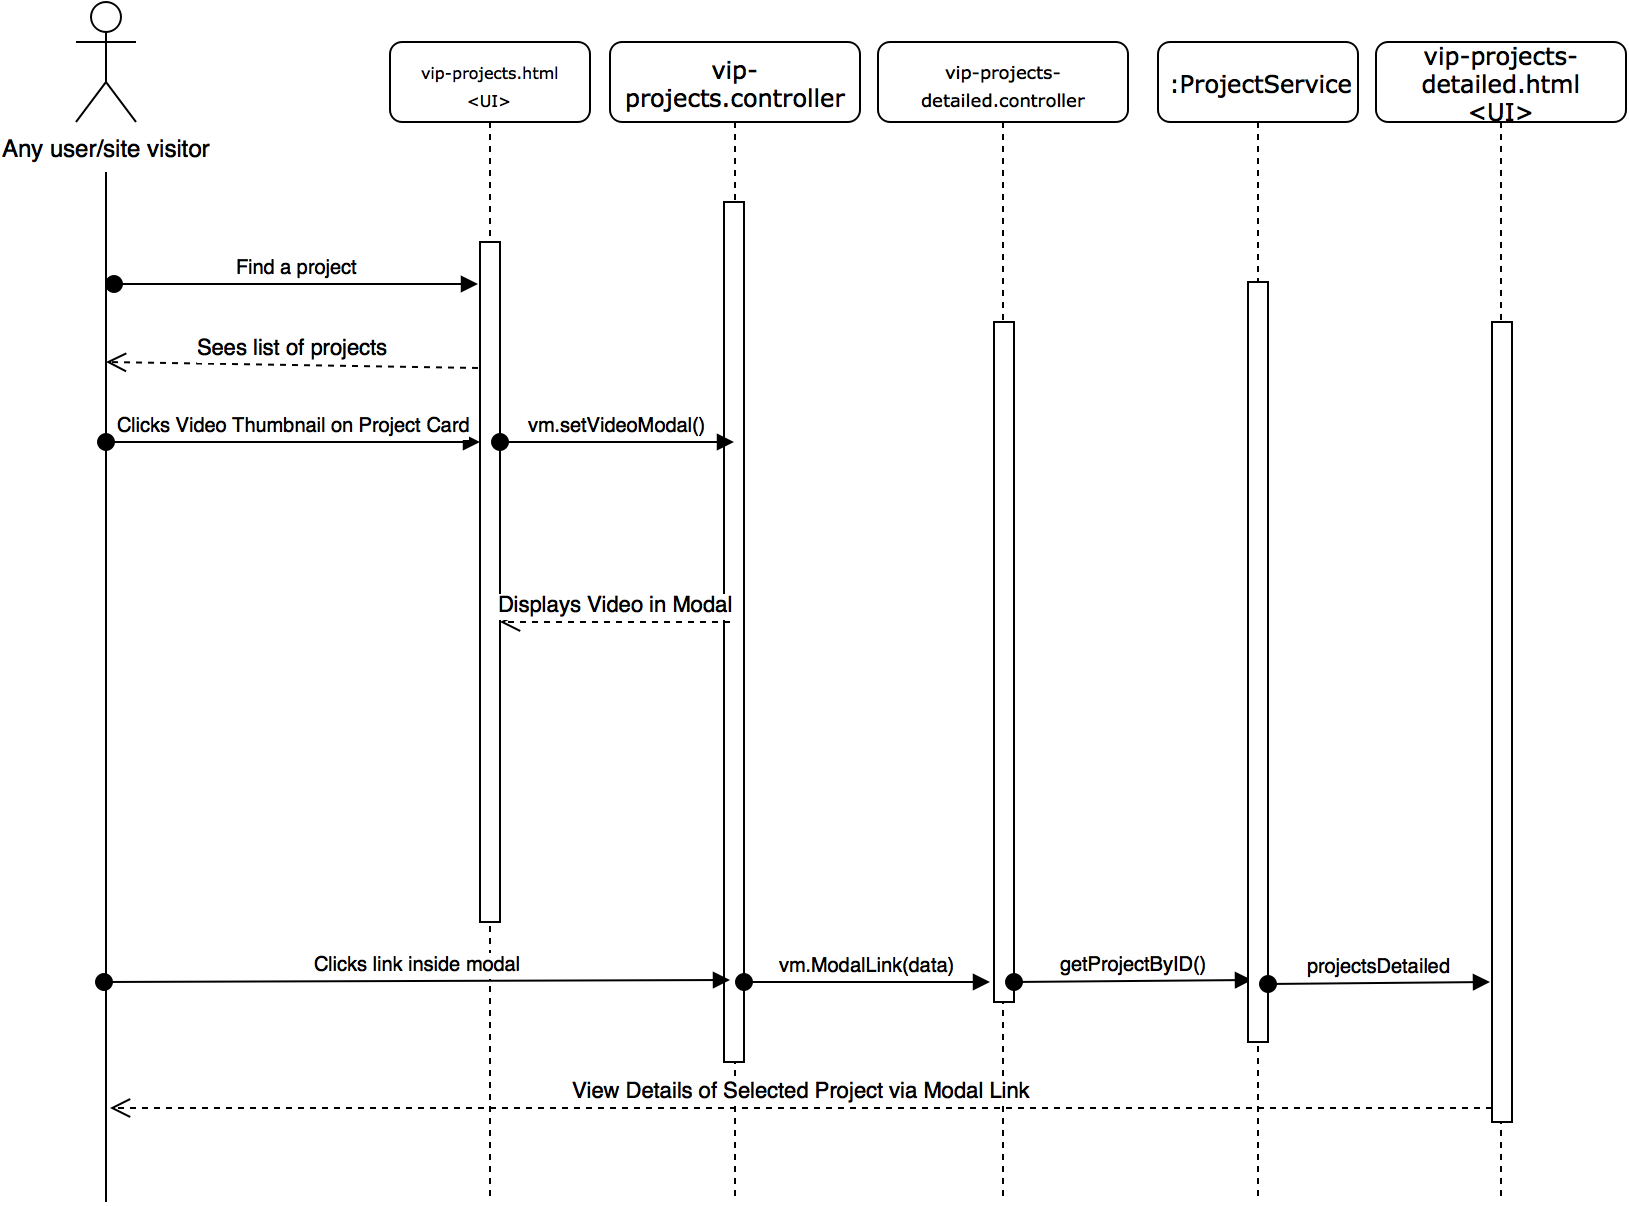 vip-projects.html
<UI>
vip-
projects.controller
vip-projects-
detailed.controller
:ProjectService
vip-projects-
detailed.html
<UI>
Any user/site visitor
Find a project
Sees list of projects
Clicks Video Thumbnail on Project Card
vm.setVideoModal()
Displays Video in Modal
Clicks link inside modal
vm.ModalLink(data)
getProjectByID()
projectsDetailed
View Details of Selected Project via Modal Link